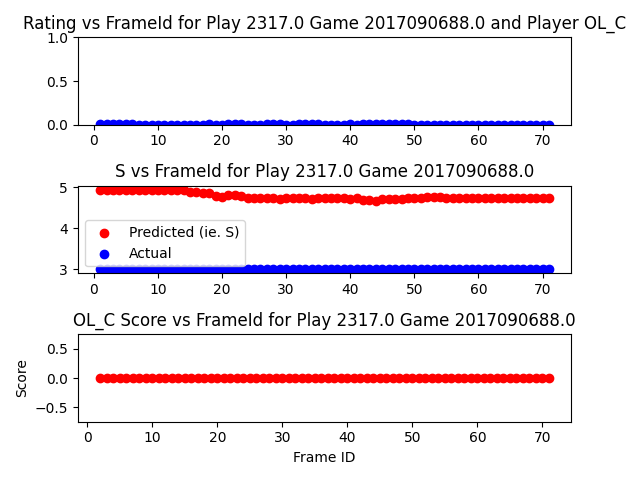 Rating vs FrameId for Play 2317.0 Game 2017090688.0 and Player OL_C
1.0
0.5
0.0
0 10 20 30 40 50 60 70
S vs FrameId for Play 2317.0 Game 2017090688.0
5
4
3
Predicted (ie. S)
Actual
0 10 20 30 40 50 60 70
OL_C Score vs FrameId for Play 2317.0 Game 2017090688.0
Score
0.5
0.0
−0.5
0 10 20 30 40 50 60 70
Frame ID